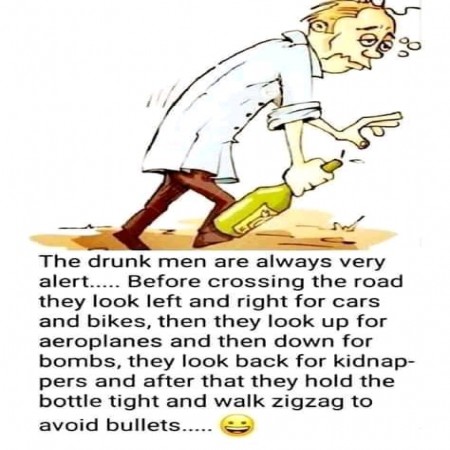 The drunk men are always very
alert..... Before crossing the road
they look left and right for cars
and bikes, then they look up for
aeroplanes and then down for
bombs, they look back for kidnap-
pers and after that they hold the
bottle tight and walk zigzag to
avoid bullets..... 😀